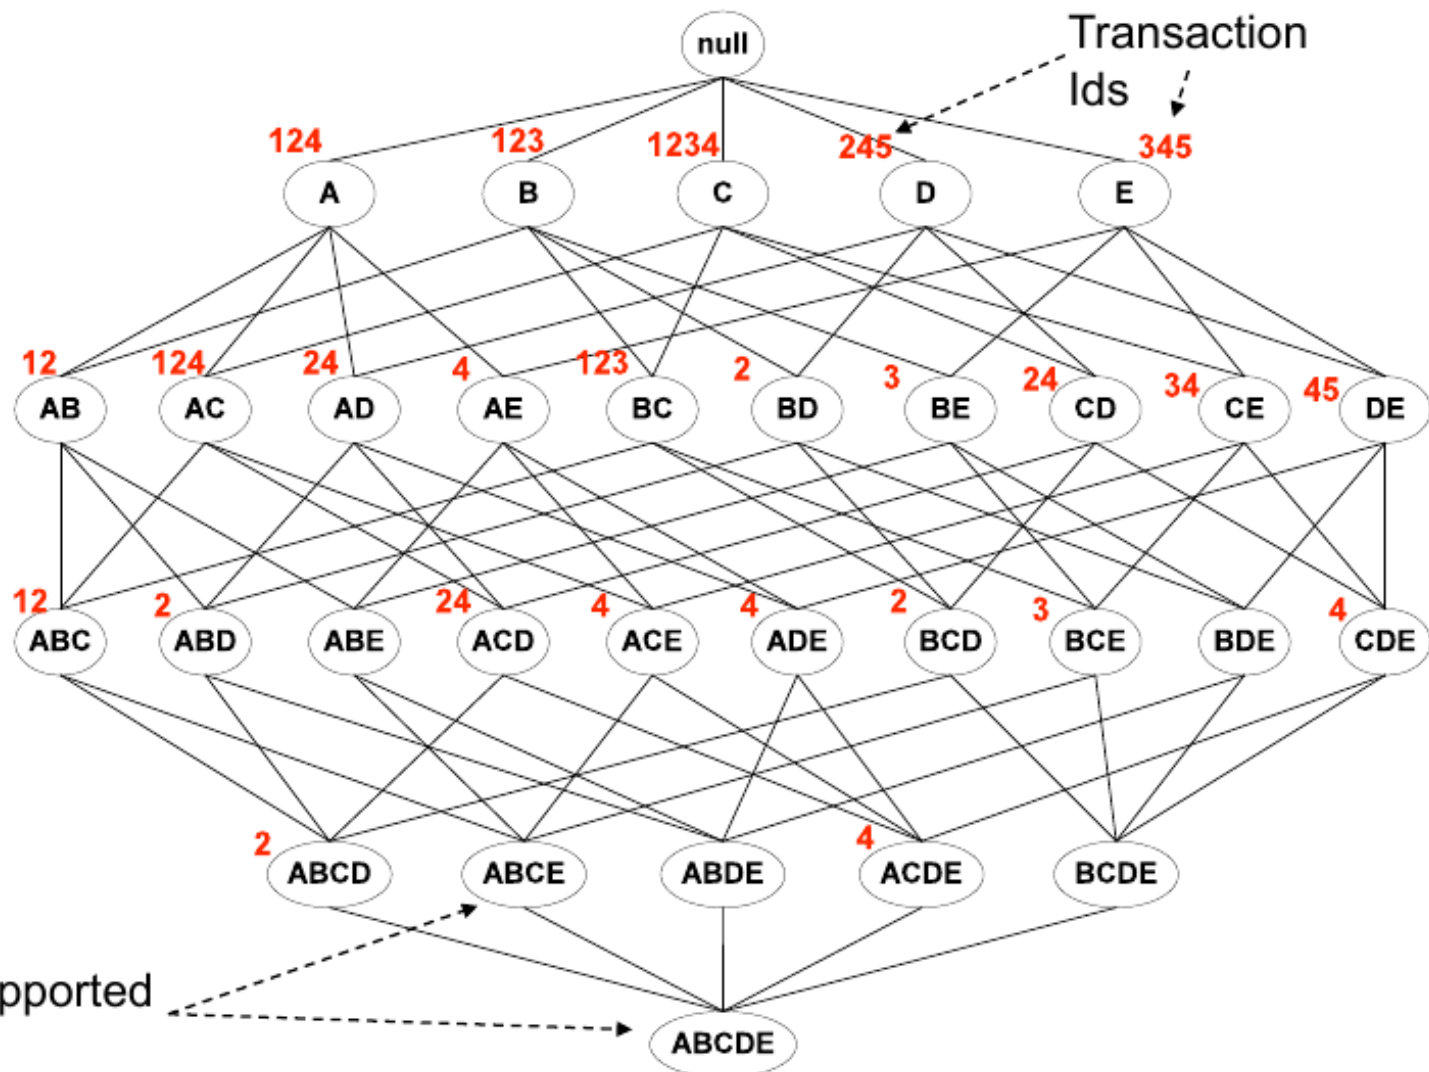 null
Transaction
Ids
124 123 1234 245 345
A B C D E
12 124 24 4 123 2 3 24 34 45
AB AC AD AE BC BD BE CD CE DE
12 2 24 4 4 2 3 4
ABC ABD ABE ACD ACE ADE BCD BCE BDE CDE
2 4
ABCD ABCE ABDE ACDE BCDE
pported
ABCDE